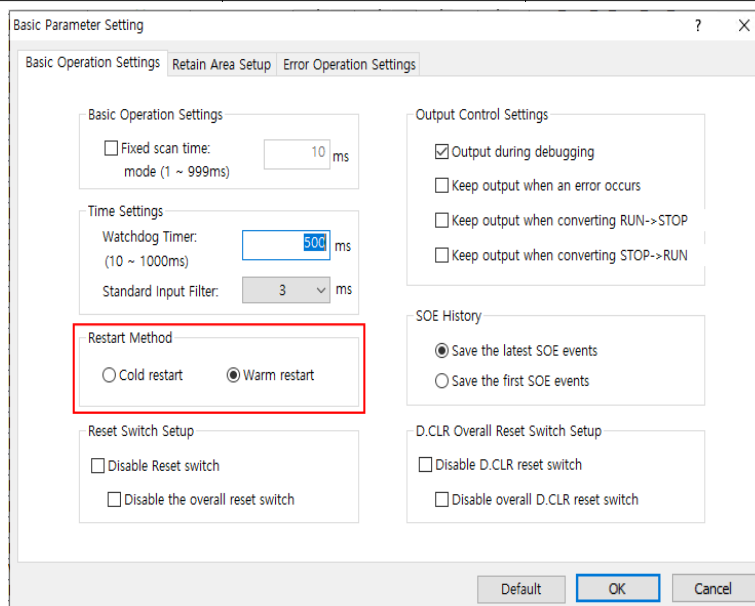 Basic Parameter Setting
?
Basic Operation Settings
Retain Area Setup
Error Operation Settings
Basic Operation Settings
Fixed scan time:
mode (1 ~ 999ms)
10
ms
Time Settings
Watchdog Timer:
(10 ~ 1000ms)
500
ms
Standard Input Filter:
3
ms
Restart Method
Cold restart
Warm restart
Reset Switch Setup
Disable Reset switch
Disable the overall reset switch
Output Control Settings
Output during debugging
Keep output when an error occurs
Keep output when converting RUN->STOP
Keep output when converting STOP->RUN
SOE History
Save the latest SOE events
Save the first SOE events
D.CLR Overall Reset Switch Setup
Disable D.CLR reset switch
Disable overall D.CLR reset switch
Default
OK
Cancel